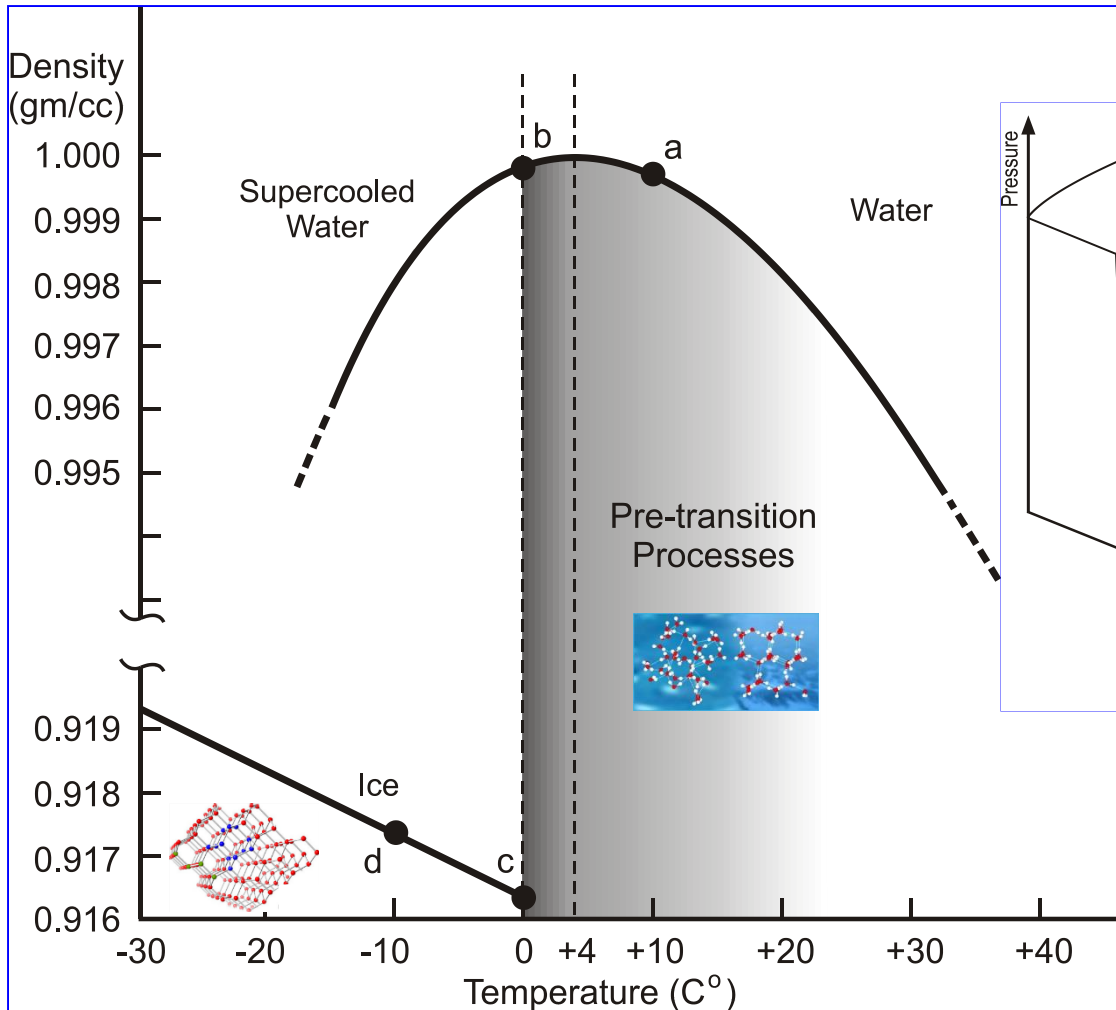 Density
(gm/cc)
1.000
0.999
0.998
0.997
0.996
0.995
0.919
0.918
0.917
0.916
b
a
Supercooled
Water
Water
Pressure
Pre-transition
Processes
Ice
d
c
-30
-20
-10
0
+4
+10
+20
+30
+40
Temperature (C°)